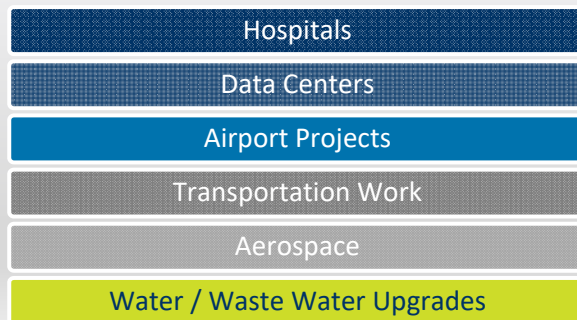 Hospitals
Data Centers
Airport Projects
Transportation Work
Aerospace
Water / Waste Water Upgrades